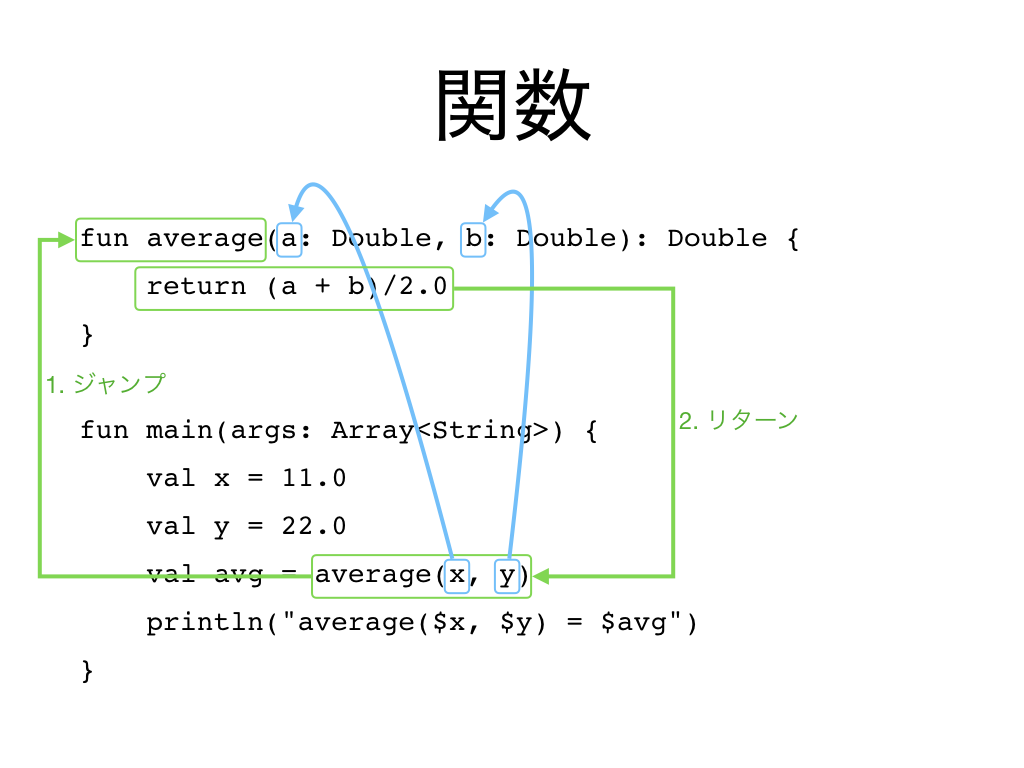 関数
fun average(a: Double, b: Double): Double {
    return (a + b)/2.0
}
1. ジャンプ
2. リターン
fun main(args: Array<String>) {
    val x = 11.0
    val y = 22.0
    val avg = average(x, y)
    println("average($x, $y) = $avg")
}